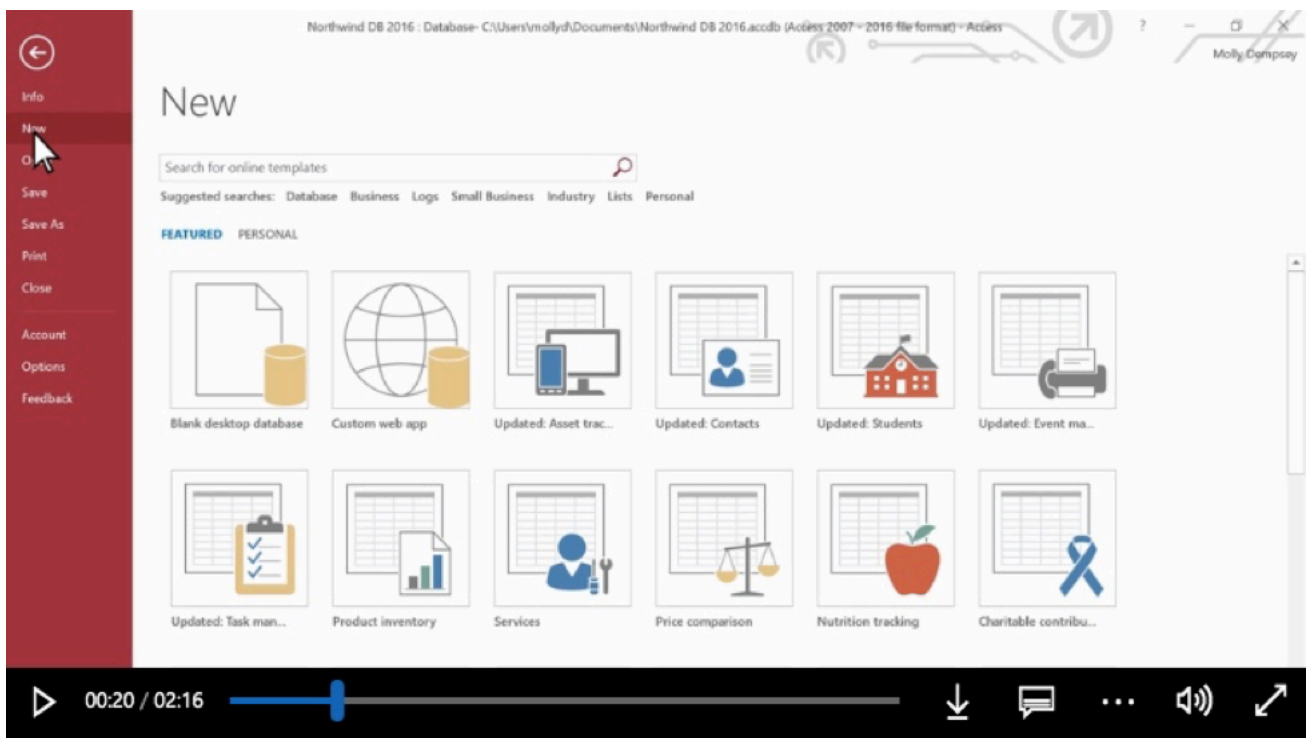 Northwind DB 2016 : Database- C:\Users\mollyd\Documents\Northwind DB 2016.accdb (Access 2007 - 2016 file format) - Access
?
Molly Dempsey
Info
New
Save
Save As
Print
Close
Account
Options
Feedback
New
Search for online templates
Suggested searches: Database Business Logs Small Business Industry Lists Personal
FEATURED PERSONAL
Blank desktop database Custom web app Updated: Asset trac... Updated: Contacts Updated: Students Updated: Event ma...
Updated: Task man... Product inventory Services Price comparison Nutrition tracking Charitable contribu...
00:20 / 02:16